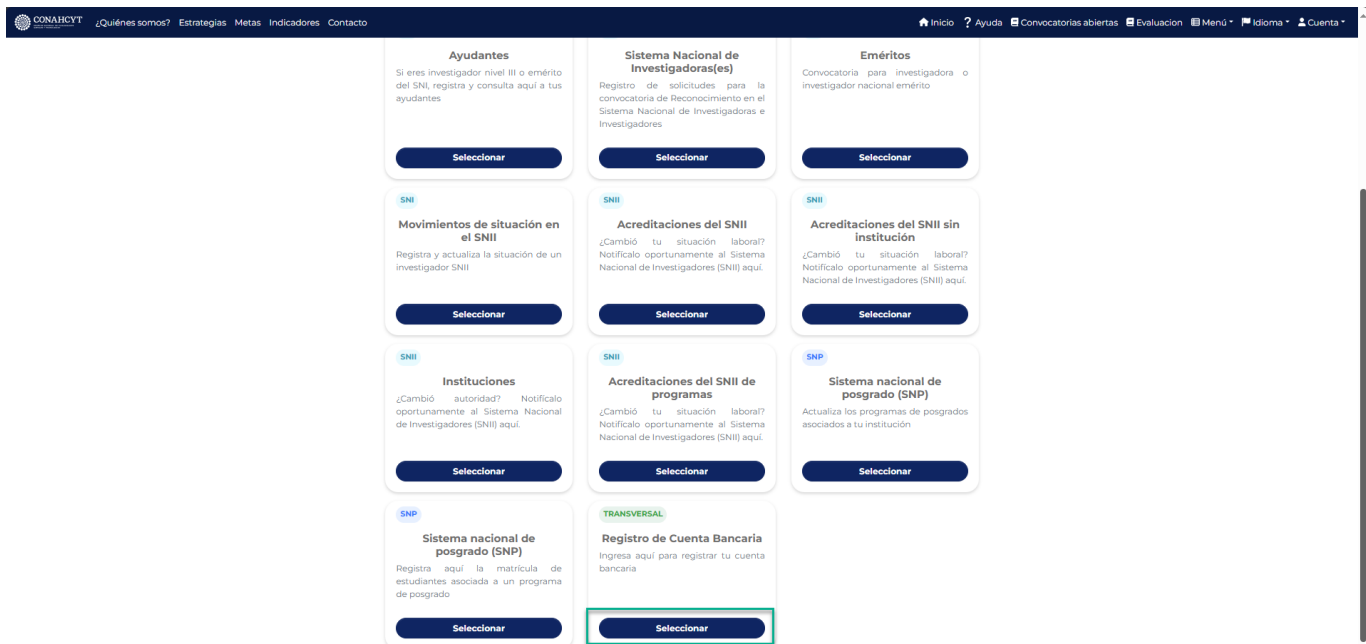 CONAHCYT ¿Quiénes somos? Estrategias Metas Indicadores Contacto Inicio ? Ayuda Convocatorias abiertas Evaluacion Menú Idioma Cuenta
Ayudantes
Si eres investigador nivel III o emérito
del SNI, registra y consulta aquí a tus
ayudantes
Seleccionar
Sistema Nacional de
Investigadoras(es)
Registro de solicitudes para la
convocatoria de Reconocimiento en el
Sistema Nacional de Investigadoras e
Investigadores
Seleccionar
Eméritos
Convocatoria para investigadora o
investigador nacional emérito
Seleccionar
SNI
Movimientos de situación en
el SNII
Registra y actualiza la situación de un
investigador SNII
Seleccionar
SNII
Acreditaciones del SNII
¿Cambió tu situación laboral?
Notifícalo oportunamente al Sistema
Nacional de Investigadores (SNII) aquí.
Seleccionar
SNII
Acreditaciones del SNII sin
institución
¿Cambió tu situación laboral?
Notifícalo oportunamente al Sistema
Nacional de Investigadores (SNII) aquí.
Seleccionar
SNII
Instituciones
¿Cambió autoridad? Notifícalo
oportunamente al Sistema Nacional
de Investigadores (SNII) aquí.
Seleccionar
SNII
Acreditaciones del SNII de
programas
¿Cambió tu situación laboral?
Notifícalo oportunamente al Sistema
Nacional de Investigadores (SNII) aquí.
Seleccionar
SNP
Sistema nacional de
posgrado (SNP)
Actualiza los programas de posgrados
asociados a tu institución
Seleccionar
SNP
Sistema nacional de
posgrado (SNP)
Registra aquí la matrícula de
estudiantes asociada a un programa
de posgrado
Seleccionar
TRANSVERSAL
Registro de Cuenta Bancaria
Ingresa aquí para registrar tu cuenta
bancaria
Seleccionar